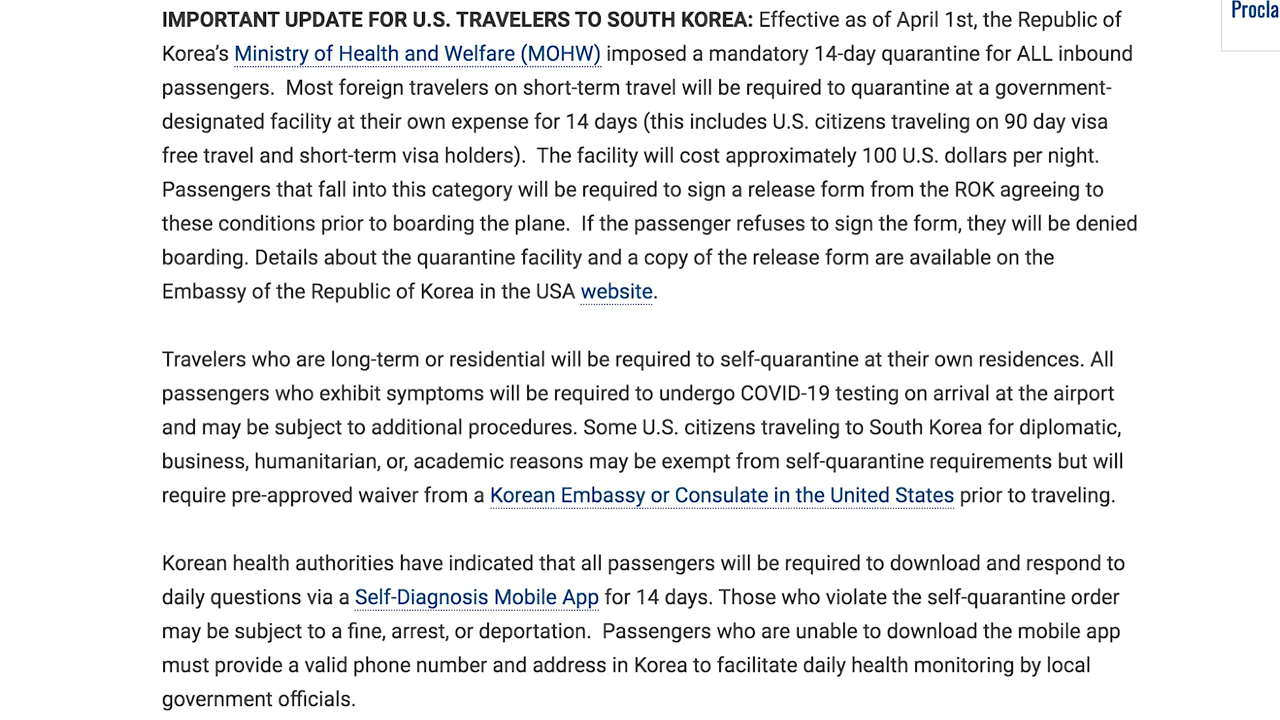 IMPORTANT UPDATE FOR U.S. TRAVELERS TO SOUTH KOREA: Effective as of April 1st, the Republic of
Korea's Ministry of Health and Welfare (MOHW) imposed a mandatory 14-day quarantine for ALL inbound
passengers.  Most foreign travelers on short-term travel will be required to quarantine at a government-
designated facility at their own expense for 14 days (this includes U.S. citizens traveling on 90 day visa
free travel and short-term visa holders).  The facility will cost approximately 100 U.S. dollars per night.
Passengers that fall into this category will be required to sign a release form from the ROK agreeing to
these conditions prior to boarding the plane.  If the passenger refuses to sign the form, they will be denied
boarding. Details about the quarantine facility and a copy of the release form are available on the
Embassy of the Republic of Korea in the USA website.
Travelers who are long-term or residential will be required to self-quarantine at their own residences. All
passengers who exhibit symptoms will be required to undergo COVID-19 testing on arrival at the airport
and may be subject to additional procedures. Some U.S. citizens traveling to South Korea for diplomatic,
business, humanitarian, or, academic reasons may be exempt from self-quarantine requirements but will
require pre-approved waiver from a Korean Embassy or Consulate in the United States prior to traveling.
Korean health authorities have indicated that all passengers will be required to download and respond to
daily questions via a Self-Diagnosis Mobile App for 14 days. Those who violate the self-quarantine order
may be subject to a fine, arrest, or deportation.  Passengers who are unable to download the mobile app
must provide a valid phone number and address in Korea to facilitate daily health monitoring by local
government officials.
Procla